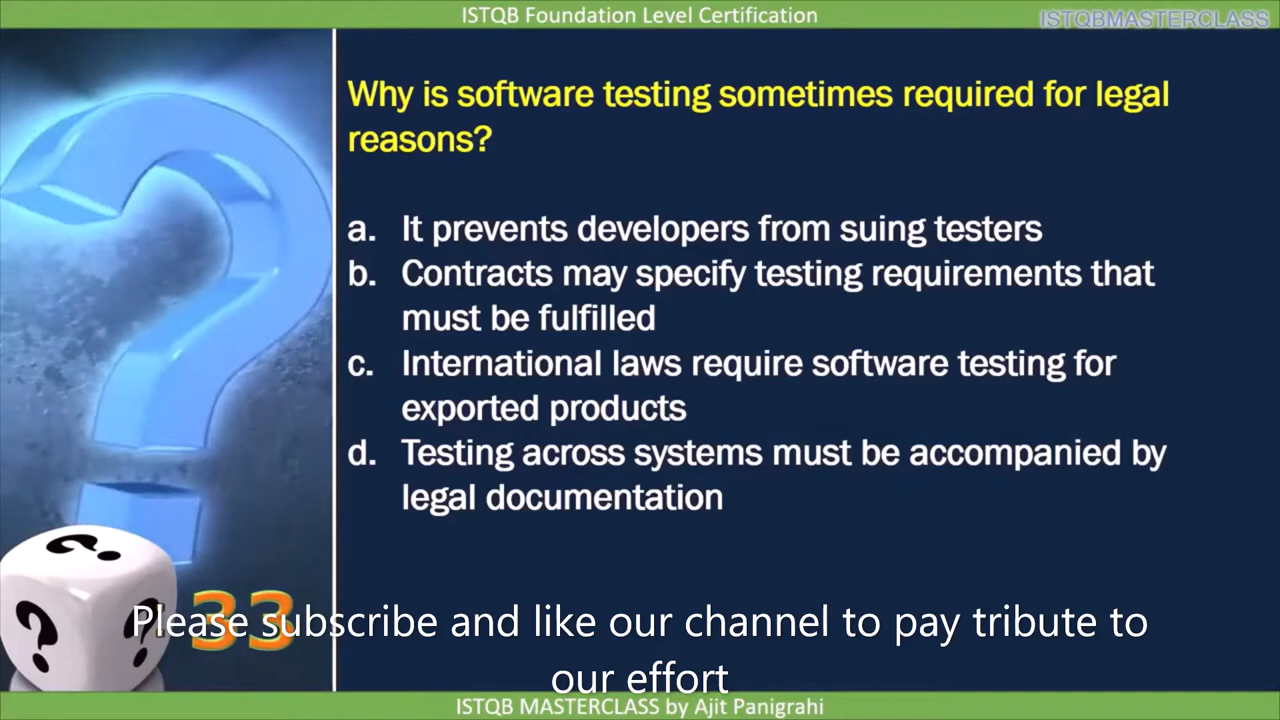 ISTQB Foundation Level Certification
ISTQBMASTERCLASS
Why is software testing sometimes required for legal
reasons?
a. It prevents developers from suing testers
b. Contracts may specify testing requirements that
must be fulfilled
c. International laws require software testing for
exported products
d. Testing across systems must be accompanied by
legal documentation
33
Please subscribe and like our channel to pay tribute to
our effort
ISTQB MASTERCLASS by Ajit Panigrahi